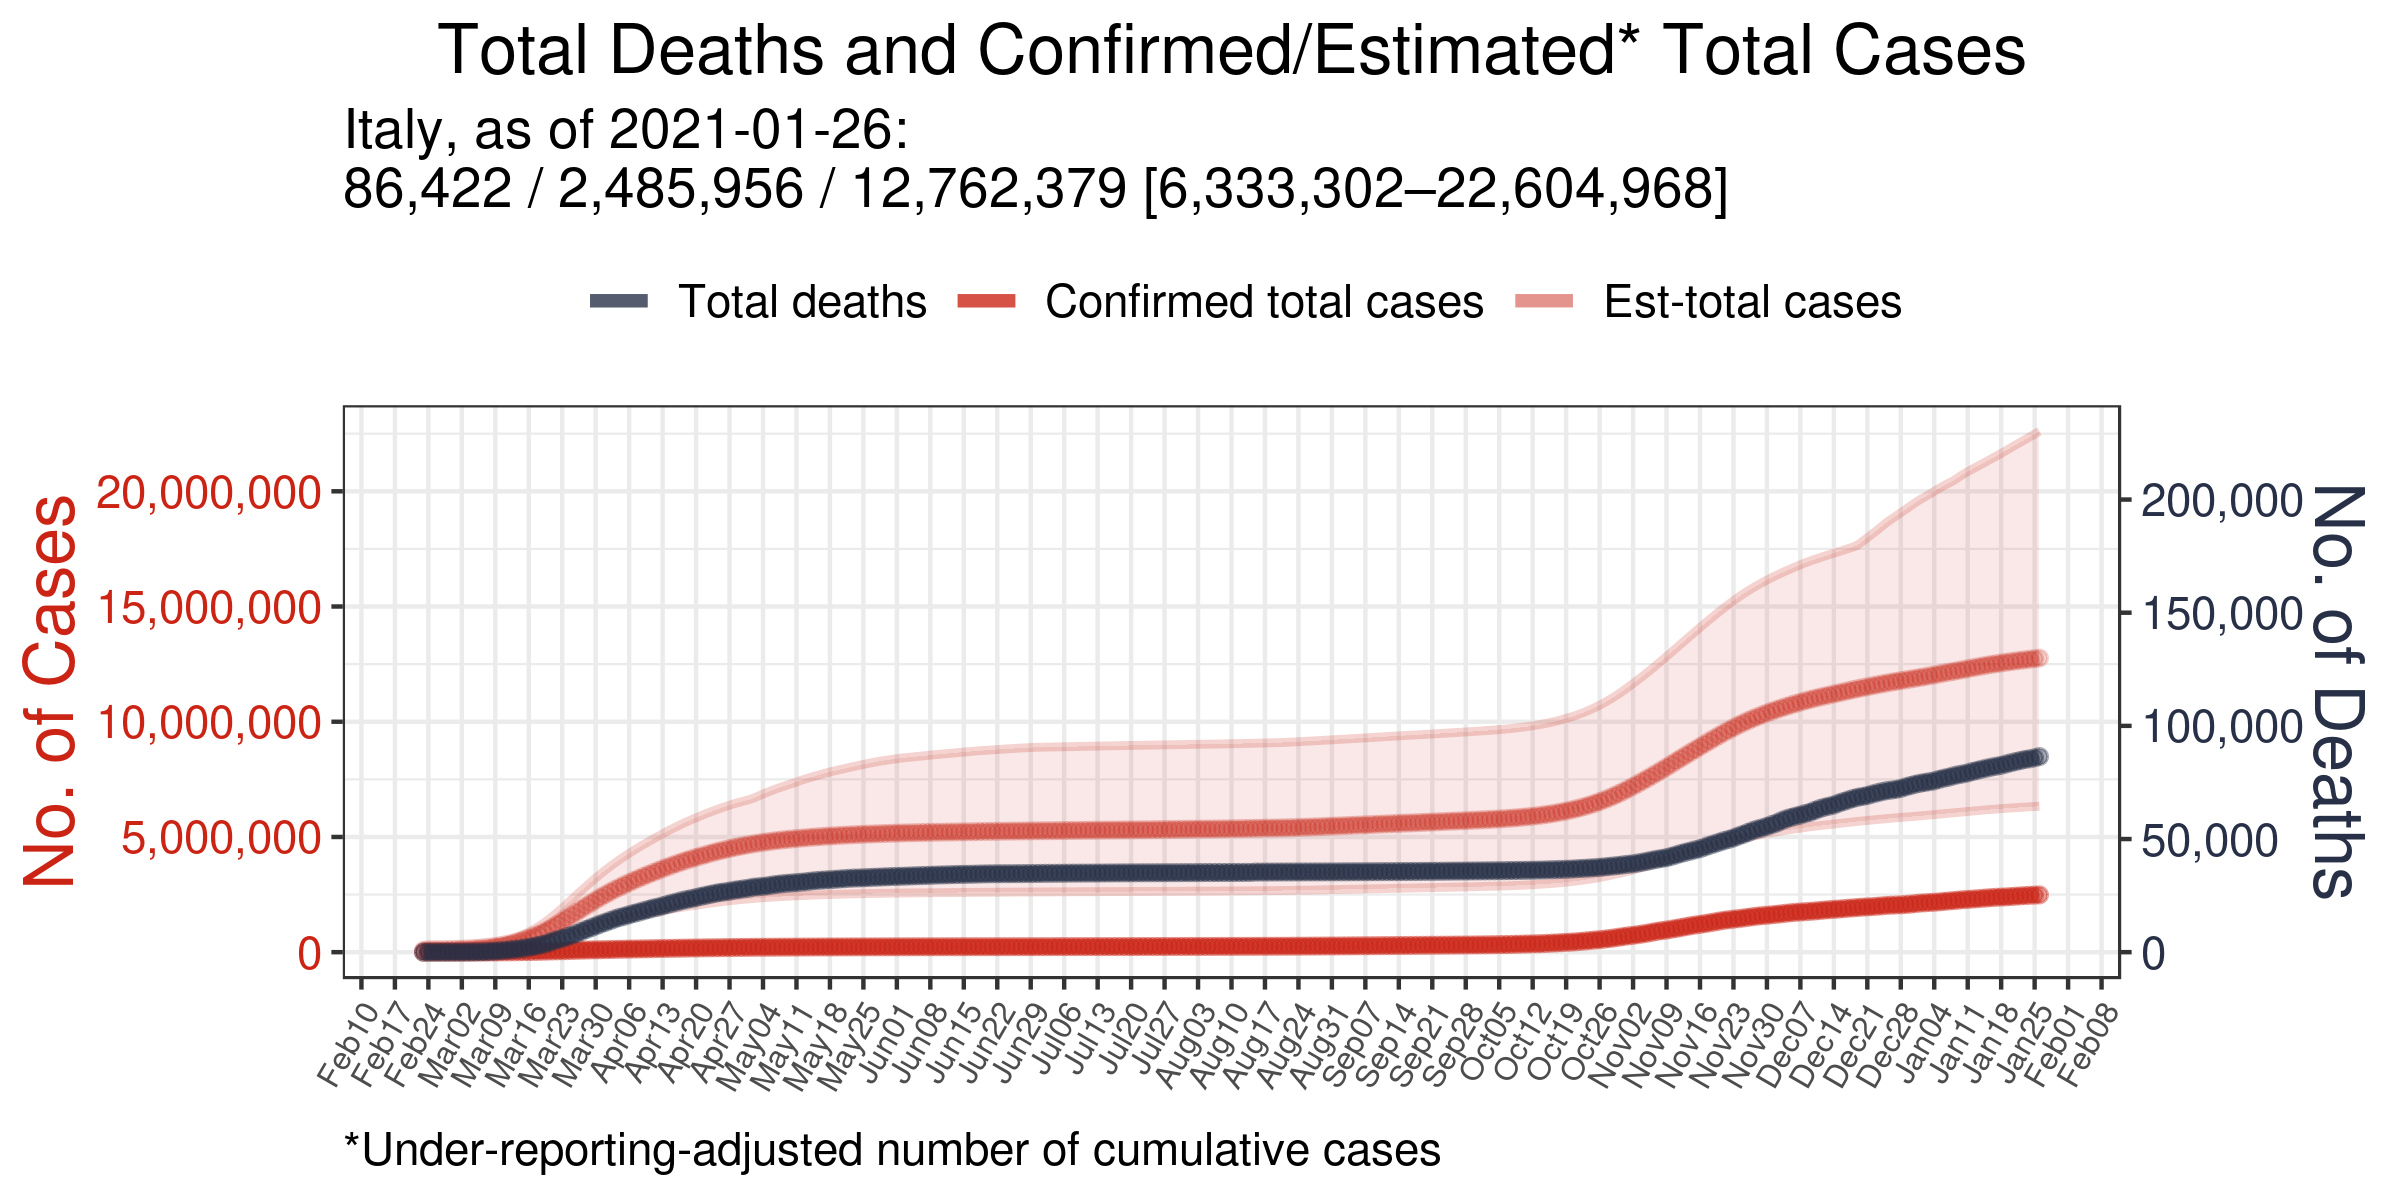 Total Deaths and Confirmed/Estimated* Total Cases
Italy, as of 2021-01-26:
86,422 / 2,485,956 / 12,762,379 [6,333,302–22,604,968]
Total deaths
Confirmed total cases
Est-total cases
No. of Cases
20,000,000
15,000,000
10,000,000
5,000,000
0
200,000
150,000
100,000
50,000
0
No. of Deaths
Feb10
Feb17
Feb24
Mar02
Mar09
Mar16
Mar23
Mar30
Apr06
Apr13
Apr20
Apr27
May04
May11
May18
May25
Jun01
Jun08
Jun15
Jun22
Jun29
Jul06
Jul13
Jul20
Jul27
Aug03
Aug10
Aug17
Aug24
Aug31
Sep07
Sep14
Sep21
Sep28
Oct05
Oct12
Oct19
Oct26
Nov02
Nov09
Nov16
Nov23
Nov30
Dec07
Dec14
Dec21
Dec28
Jan04
Jan11
Jan18
Jan25
Feb01
Feb08
*Under-reporting-adjusted number of cumulative cases